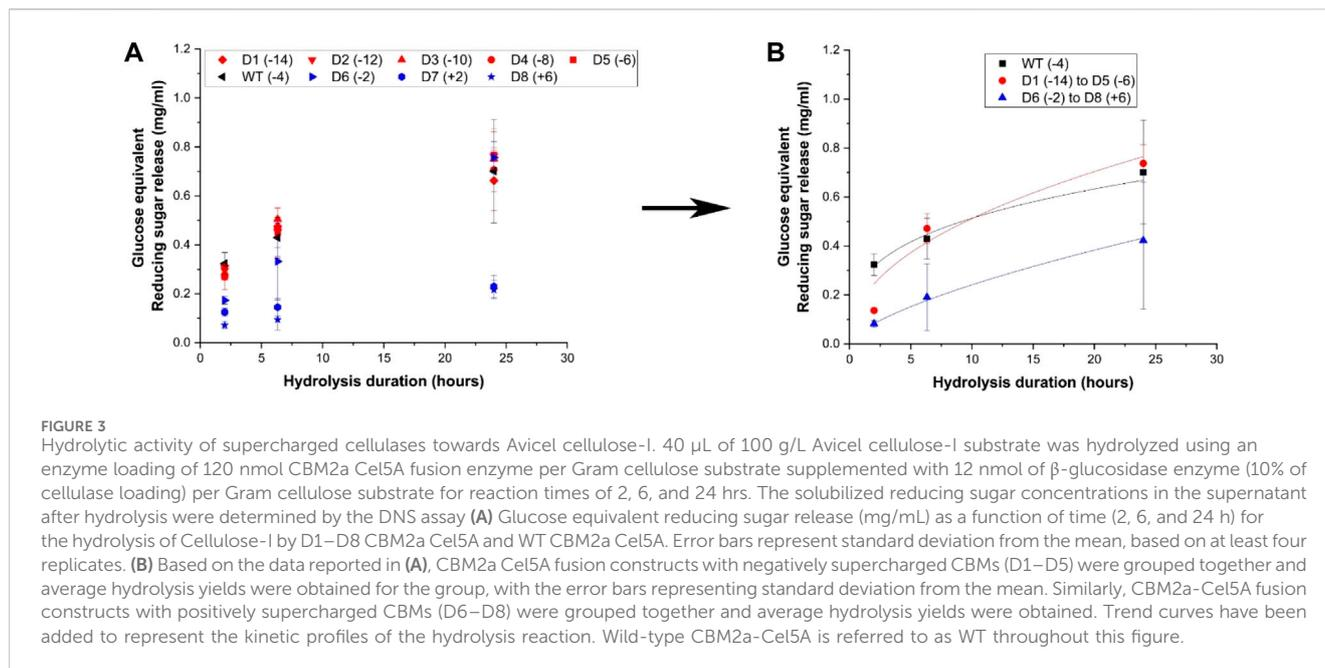 A
B
D1 (-14) D2 (-12) D3 (-10) D4 (-8) D5 (-6)
WT (-4) D6 (-2) D7 (+2) D8 (+6)
Glucose equivalent
Reducing sugar release (mg/ml)
1.2
1.0
0.8
0.6
0.4
0.2
0.0
0 5 10 15 20 25 30
Hydrolysis duration (hours)
WT (-4)
D1 (-14) to D5 (-6)
D6 (-2) to D8 (+6)
Glucose equivalent
Reducing sugar release (mg/ml)
1.2
1.0
0.8
0.6
0.4
0.2
0.0
0 5 10 15 20 25 30
Hydrolysis duration (hours)
FIGURE 3
Hydrolytic activity of supercharged cellulases towards Avicel cellulose-I. 40 µL of 100 g/L Avicel cellulose-I substrate was hydrolyzed using an
enzyme loading of 120 nmol CBM2a Cel5A fusion enzyme per Gram cellulose substrate supplemented with 12 nmol of β-glucosidase enzyme (10% of
cellulase loading) per Gram cellulose substrate for reaction times of 2, 6, and 24 hrs. The solubilized reducing sugar concentrations in the supernatant
after hydrolysis were determined by the DNS assay (A) Glucose equivalent reducing sugar release (mg/mL) as a function of time (2, 6, and 24 h) for
the hydrolysis of Cellulose-I by D1–D8 CBM2a Cel5A and WT CBM2a Cel5A. Error bars represent standard deviation from the mean, based on at least four
replicates. (B) Based on the data reported in (A), CBM2a Cel5A fusion constructs with negatively supercharged CBMs (D1–D5) were grouped together and
average hydrolysis yields were obtained for the group, with the error bars representing standard deviation from the mean. Similarly, CBM2a-Cel5A fusion
constructs with positively supercharged CBMs (D6–D8) were grouped together and average hydrolysis yields were obtained. Trend curves have been
added to represent the kinetic profiles of the hydrolysis reaction. Wild-type CBM2a-Cel5A is referred to as WT throughout this figure.